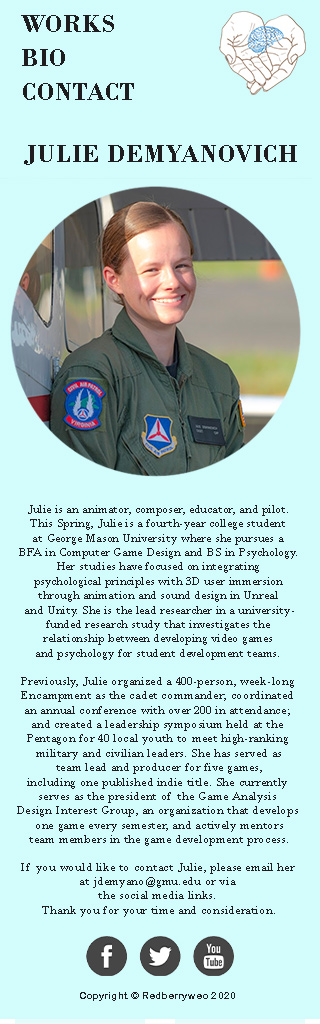 WORKS
BIO
CONTACT
JULIE DEMYANOVICH
CIVIL AIR PATROL
VIRGINIA
Julie is an animator, composer, educator, and pilot.
This Spring, Julie is a fourth-year college student
at George Mason University where she pursues a
BFA in Computer Game Design and BS in Psychology.
Her studies have focused on integrating
psychological principles with 3D user immersion
through animation and sound design in Unreal
and Unity. She is the lead researcher in a university-
funded research study that investigates the
relationship between developing video games
and psychology for student development teams.
Previously, Julie organized a 400-person, week-long
Encampment as the cadet commander; coordinated
an annual conference with over 200 in attendance;
and created a leadership symposium held at the
Pentagon for 40 local youth to meet high-ranking
military and civilian leaders. She has served as
team lead and producer for five games,
including one published indie title. She currently
serves as the president of the Game Analysis
Design Interest Group, an organization that develops
one game every semester, and actively mentors
team members in the game development process.
If you would like to contact Julie, please email her
at jdemyano@gmu.edu or via
the social media links.
Thank you for your time and consideration.
f
You
Tube
Copyright © Redberryweo 2020